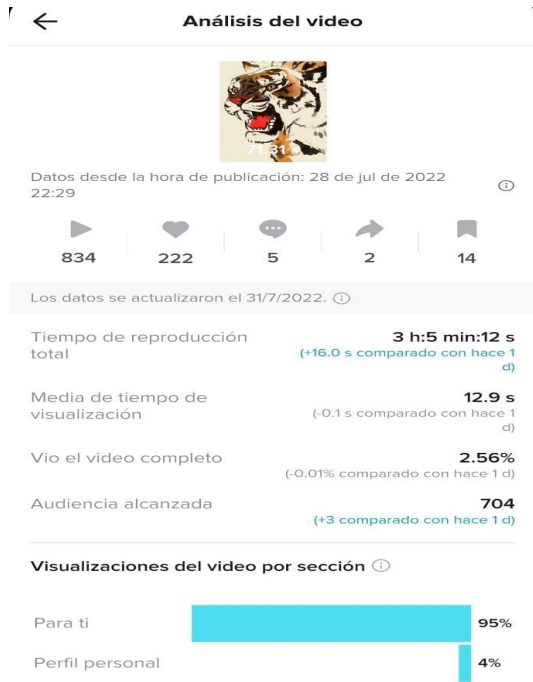 Análisis del video
71.31 s
Datos desde la hora de publicación: 28 de jul de 2022
22:29
834 222 5 2 14
Los datos se actualizaron el 31/7/2022.
Tiempo de reproducción total 3 h:5 min:12 s
(+16.0 s comparado con hace 1 d)
Media de tiempo de visualización 12.9 s
(-0.1 s comparado con hace 1 d)
Vio el video completo 2.56%
(-0.01% comparado con hace 1 d)
Audiencia alcanzada 704
(+3 comparado con hace 1 d)
Visualizaciones del video por sección
Para ti 95%
Perfil personal 4%